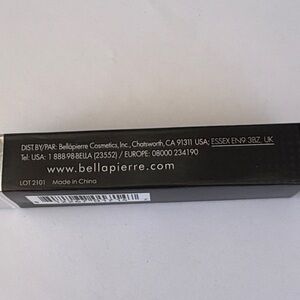 DIST. BY/PAR: Bellápierre Cosmetics, Inc., Chatsworth, CA 91311 USA; ESSEX EN9 3BZ, UK
Tel: USA: 1 888-98-BELLA (23552) / EUROPE: 08000 234190
www.bellapierre.com
LOT 2101 Made in China